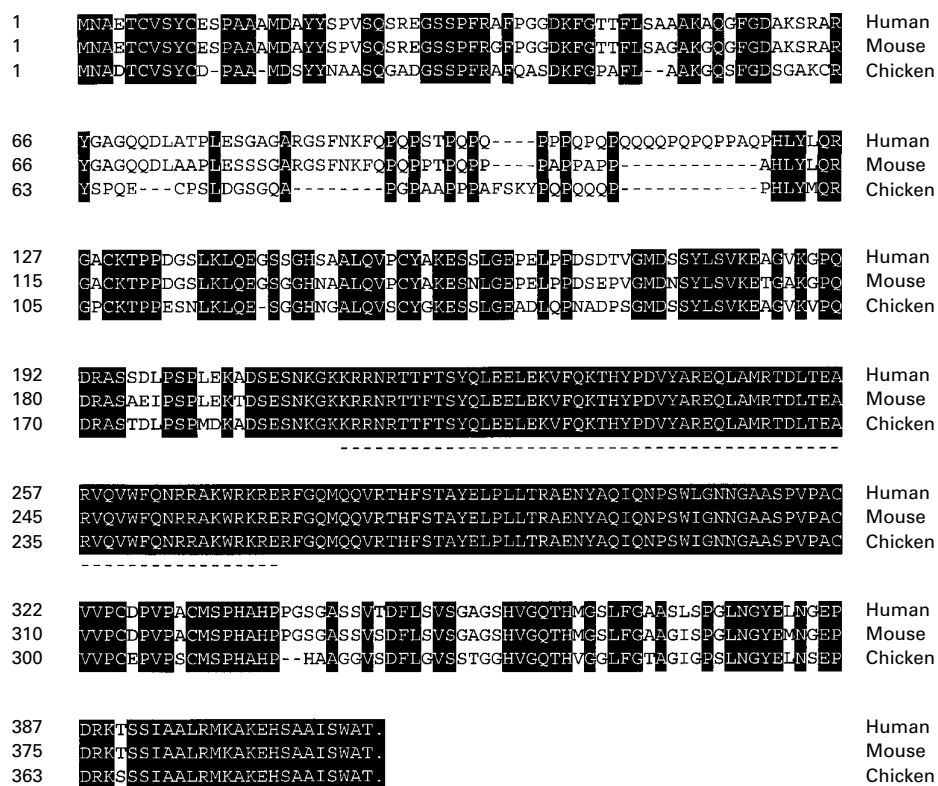 1 MNAETCVSYCESPAAAMDAYYSPVSQSREGSSPFRAFPGGDKFGTTFLSAAAKAQGFGDAKSRAR Human
1 MNAETCVSYCESPAAAMDAYYSPVSQSREGSSPFRGFPGGDKFGTTFLSAGAKGQGFGDAKSRAR Mouse
1 MNADTCVSYCD-PAA-MDSYYNAASQGADGSSPFRAFQASDKFGPAFL--AAKGQSFGDSGAKCR Chicken
66 YGAGQQDLATPLESGAGARGSFNKFQPQPSTPQPQ----PPPQPQPQQQQPQPQPPAQPHLYLQR Human
66 YGAGQQDLAAPLESSSGARGSFNKFQPQPPTPQPP----PAPPAPP------------AHLYLQR Mouse
63 YSPQE---CPSLDGSGQA--------PGPAAPPPAFSKYPQPQQQP------------PHLYMQR Chicken
127 GACKTPPDGSLKLQEGSSGHSAALQVPCYAKESSLGEPELPPDSDTVGMDSSYLSVKEAGVKGPQ Human
115 GACKTPPDGSLKLQEGSGGHNAALQVPCYAKESNLGEPELPPDSEPVGMDNSYLSVKETGAKGPQ Mouse
105 GPCKTPPESNLKLQE-SGGHNGALQVSCYGKESSLGEADLQPNADPSGMDSSYLSVKEAGVKVPQ Chicken
192 DRASSDLPSPLEKADSESNKGKKRRNRTTFTSYQLEELEKVFQKTHYPDVYAREQLAMRTDLTEA Human
180 DRASAEIPSPLEKTDSESNKGKKRRNRTTFTSYQLEELEKVFQKTHYPDVYAREQLAMRTDLTEA Mouse
170 DRASTDLPSPMDKADSESNKGKKRRNRTTFTSYQLEELEKVFQKTHYPDVYAREQLAMRTDLTEA Chicken
257 RVQVWFQNRRAKWRKRERFGQMQQVRTHFSTAYELPLLTRAENYAQIQNPSWLGNNGAASPVPAC Human
245 RVQVWFQNRRAKWRKRERFGQMQQVRTHFSTAYELPLLTRAENYAQIQNPSWIGNNGAASPVPAC Mouse
235 RVQVWFQNRRAKWRKRERFGQMQQVRTHFSTAYELPLLTRAENYAQIQNPSWIGNNGAASPVPAC Chicken
322 VVPCDPVPACMSPHAHPPGSGASSVTDFLSVSGAGSHVGQTHMGSLFGAASLSPGLNGYELNGEP Human
310 VVPCDPVPACMSPHAHPPGSGASSVSDFLSVSGAGSHVGQTHMGSLFGAAGISPGLNGYEMNGEP Mouse
300 VVPCEPVPSCMSPHAHP--HAAGGVSDFLGVSSTGGHVGQTHVGGLFGTAGIGPSLNGYELNSEP Chicken
387 DRKTSSIAALRMKAKEHSAAISWAT. Human
375 DRKTSSIAALRMKAKEHSAAISWAT. Mouse
363 DRKSSSIAALRMKAKEHSAAISWAT. Chicken